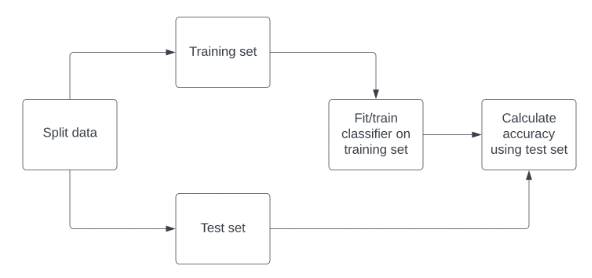 Training set
Split data
Fit/train
classifier on
training set
Calculate
accuracy
using test set
Test set